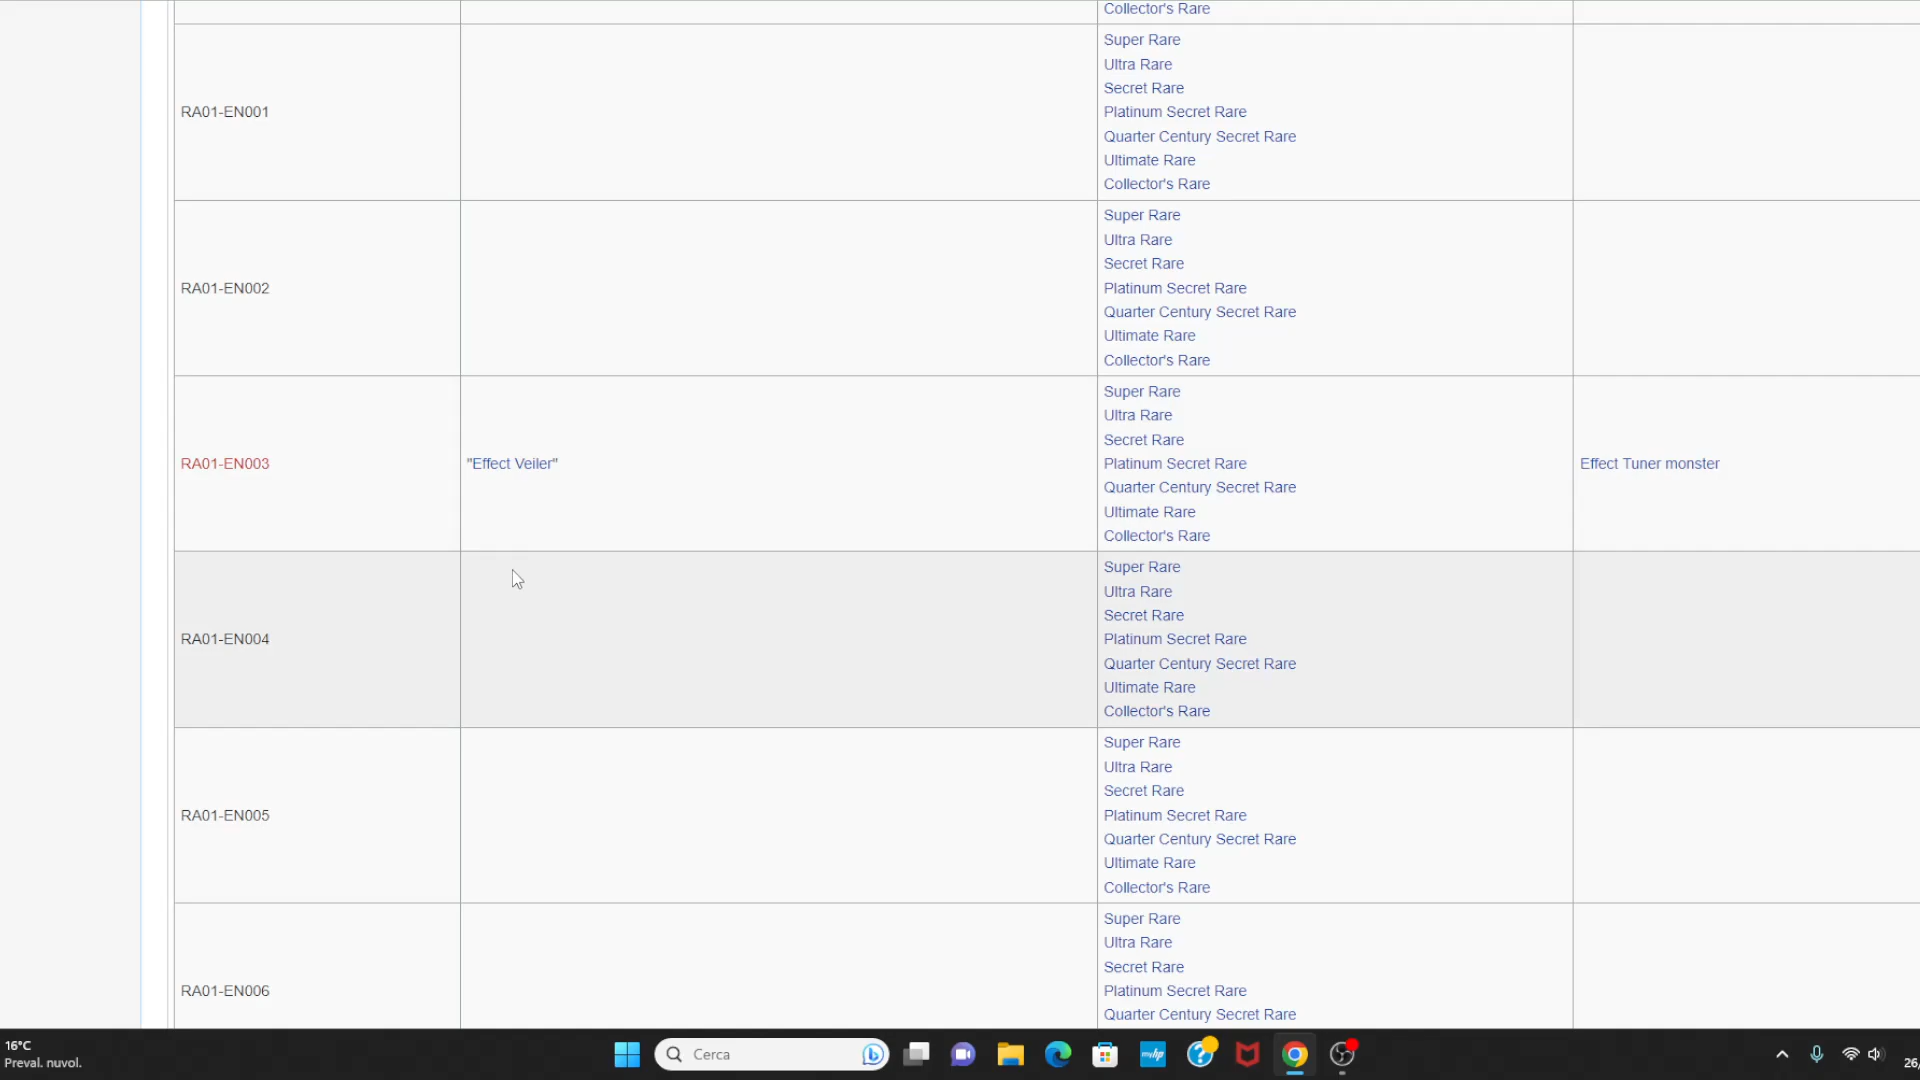 Collector's Rare
RA01-EN001
Super Rare
Ultra Rare
Secret Rare
Platinum Secret Rare
Quarter Century Secret Rare
Ultimate Rare
Collector's Rare
RA01-EN002
Super Rare
Ultra Rare
Secret Rare
Platinum Secret Rare
Quarter Century Secret Rare
Ultimate Rare
Collector's Rare
RA01-EN003
"Effect Veiler"
Super Rare
Ultra Rare
Secret Rare
Platinum Secret Rare
Quarter Century Secret Rare
Ultimate Rare
Collector's Rare
Effect Tuner monster
RA01-EN004
Super Rare
Ultra Rare
Secret Rare
Platinum Secret Rare
Quarter Century Secret Rare
Ultimate Rare
Collector's Rare
RA01-EN005
Super Rare
Ultra Rare
Secret Rare
Platinum Secret Rare
Quarter Century Secret Rare
Ultimate Rare
Collector's Rare
RA01-EN006
Super Rare
Ultra Rare
Secret Rare
Platinum Secret Rare
Quarter Century Secret Rare
16°C
Preval. nuvol.
Cerca
myhp
26